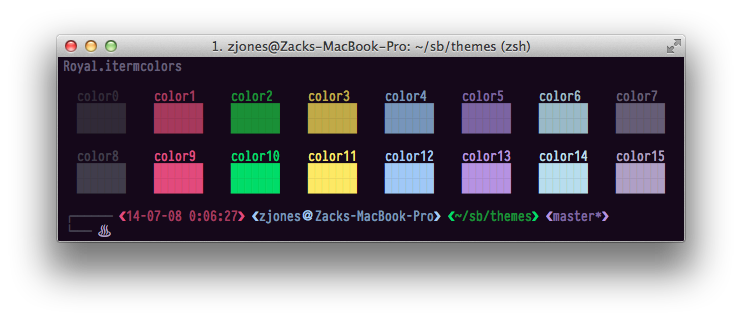 1. zjones@Zacks-MacBook-Pro: ~/sb/themes (zsh)
Royal.itermcolors
color0 color1 color2 color3 color4 color5 color6 color7
color8 color9 color10 color11 color12 color13 color14 color15
❮14-07-08 0:06:27❯ ❮zjones@Zacks-MacBook-Pro❯ ❮~/sb/themes❯ ❮master*❯